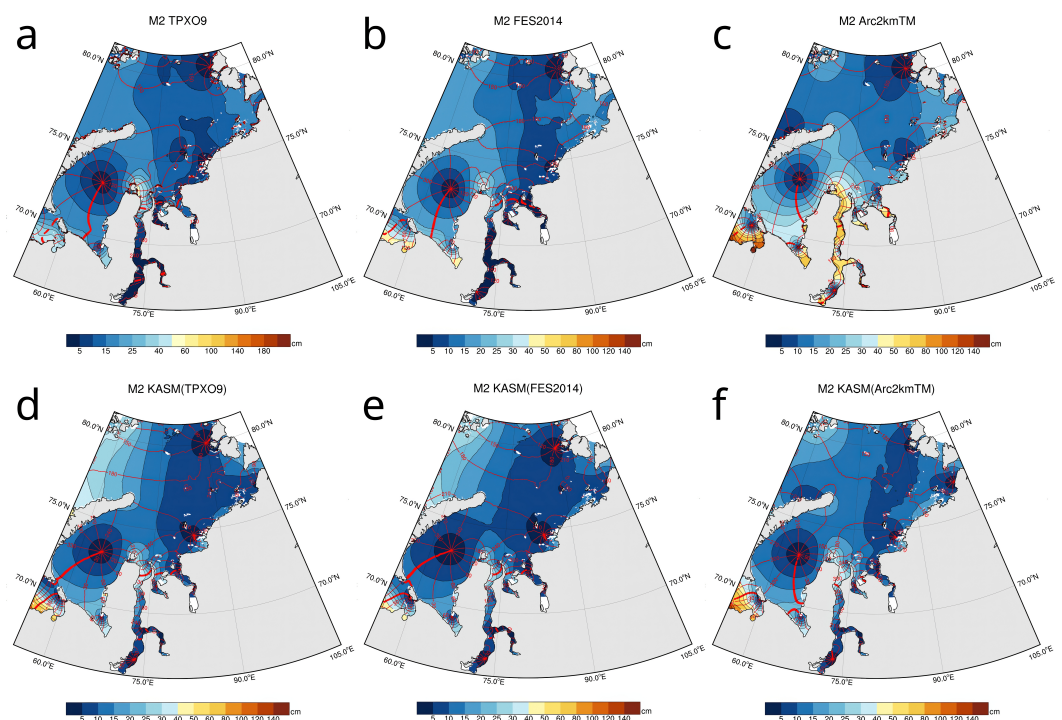 a
M2 TPXO9
80.0°N
80.0°N
75.0°N
75.0°N
70.0°N
70.0°N
60.0°E
75.0°E
90.0°E
105.0°E
5 15 25 40 60 100 140 180 cm
b
M2 FES2014
80.0°N
80.0°N
75.0°N
75.0°N
70.0°N
70.0°N
60.0°E
75.0°E
90.0°E
105.0°E
5 10 15 20 25 30 40 50 60 80 100 120 140 cm
c
M2 Arc2kmTM
80.0°N
80.0°N
75.0°N
75.0°N
70.0°N
70.0°N
60.0°E
75.0°E
90.0°E
105.0°E
5 10 15 20 25 30 40 50 60 80 100 120 140 cm
d
M2 KASM(TPXO9)
80.0°N
80.0°N
75.0°N
75.0°N
70.0°N
70.0°N
60.0°E
75.0°E
90.0°E
105.0°E
5 10 15 20 25 30 40 50 60 80 100 120 140 cm
e
M2 KASM(FES2014)
80.0°N
80.0°N
75.0°N
75.0°N
70.0°N
70.0°N
60.0°E
75.0°E
90.0°E
105.0°E
5 10 15 20 25 30 40 50 60 80 100 120 140 cm
f
M2 KASM(Arc2kmTM)
80.0°N
80.0°N
75.0°N
75.0°N
70.0°N
70.0°N
60.0°E
75.0°E
90.0°E
105.0°E
5 10 15 20 25 30 40 50 60 80 100 120 140 cm